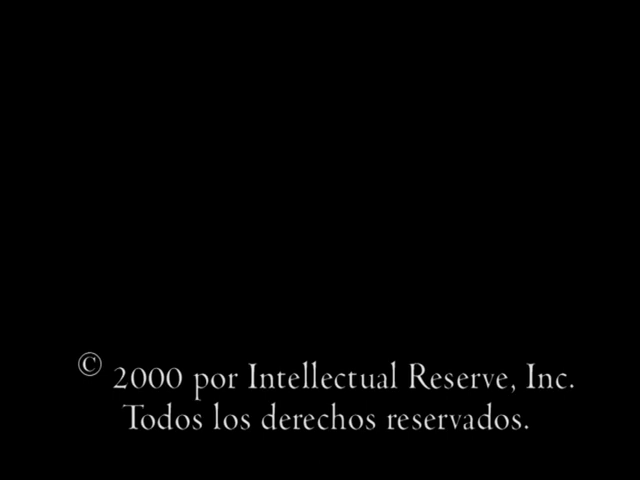 © 2000 por Intellectual Reserve, Inc.
Todos los derechos reservados.